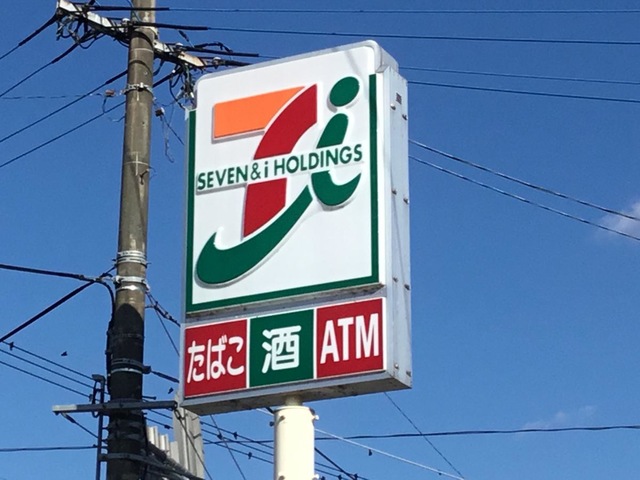 SEVEN & i HOLDINGS
たばこ 酒 ATM